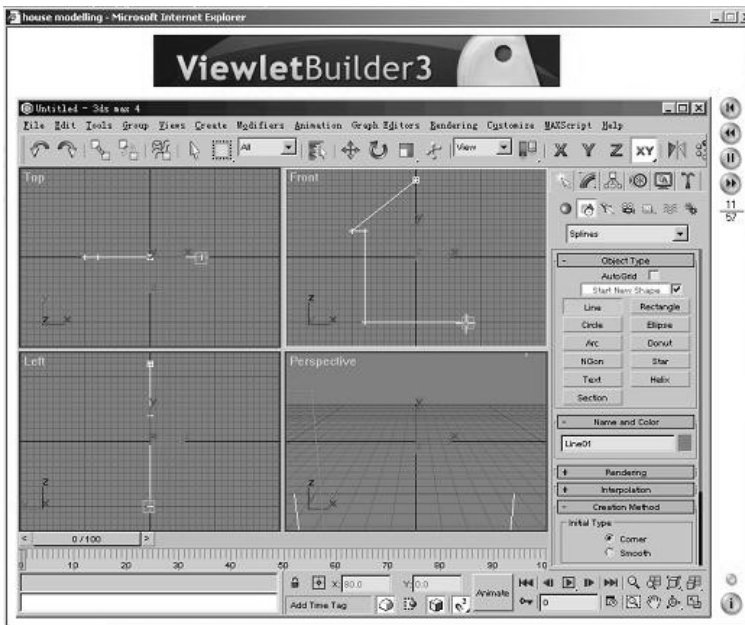 house modelling - Microsoft Internet Explorer
ViewletBuilder3
Untitled - 3ds max 4
File Edit Tools Group Views Create Modifiers Animation Graph Editors Rendering Customize MAXScript Help
All
View
X Y Z XY
Top
Front
y
x
y
z x
z x
Left
Perspective
y
x
y
x
z
z x
11
57
Splines
- Object Type
AutoGrid
Start New Shape
Line Rectangle
Circle Ellipse
Arc Donut
NGon Star
Text Helix
Section
- Name and Color
Line01
+ Rendering
+ Interpolation
- Creation Method
Initial Type
Corner
Smooth
< 0 / 100 >
0 10 20 30 40 50 60 70 80 90 100
X: 80.0 Y: 0.0
Animate
Add Time Tag
0